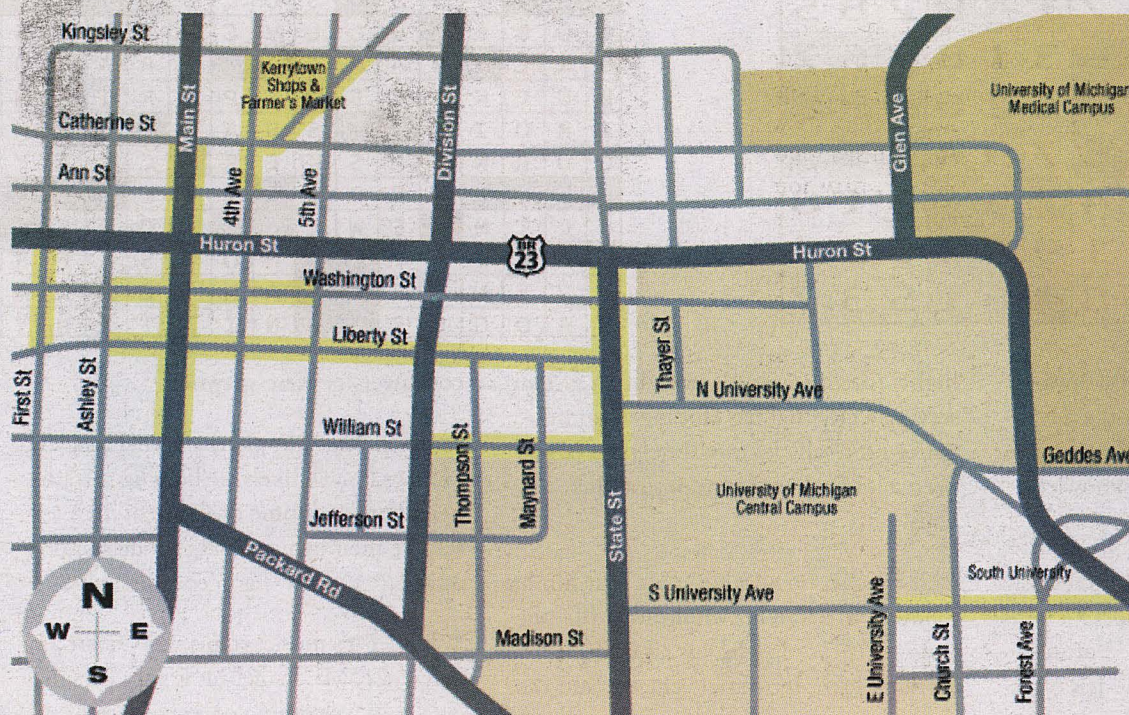 Kingsley St
Kerrytown
Shops &
Farmer's Market
Main St
Division St
Glen Ave
University of Michigan
Medical Campus
Catherine St
Ann St
4th Ave
5th Ave
Huron St
BR
23
Huron St
Washington St
Liberty St
First St
Ashley St
Thayer St
N University Ave
William St
Thompson St
Maynard St
Geddes Ave
University of Michigan
Central Campus
Jefferson St
State St
Packard Rd
South University
S University Ave
E University Ave
Church St
Forest Ave
Madison St
N
W
E
S